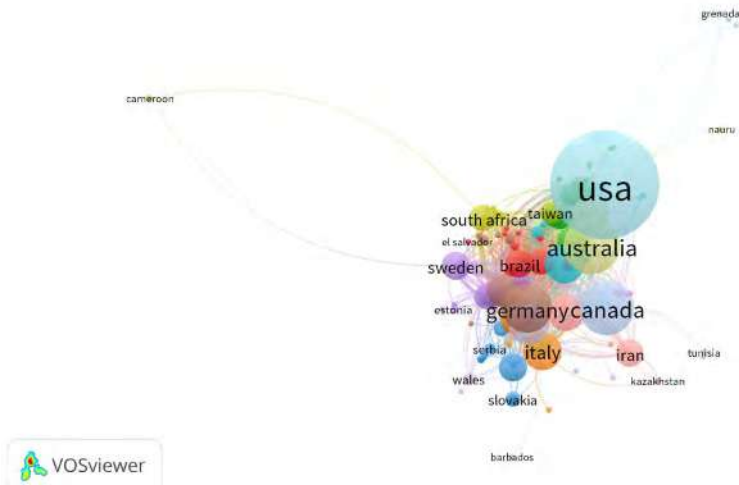 grenada
cameroon
nauru
usa
south africa
taiwan
el salvador
australia
sweden
brazil
estonia
germany
canada
serbia
italy
iran
tunisia
wales
kazakhstan
slovakia
barbados
VOSviewer